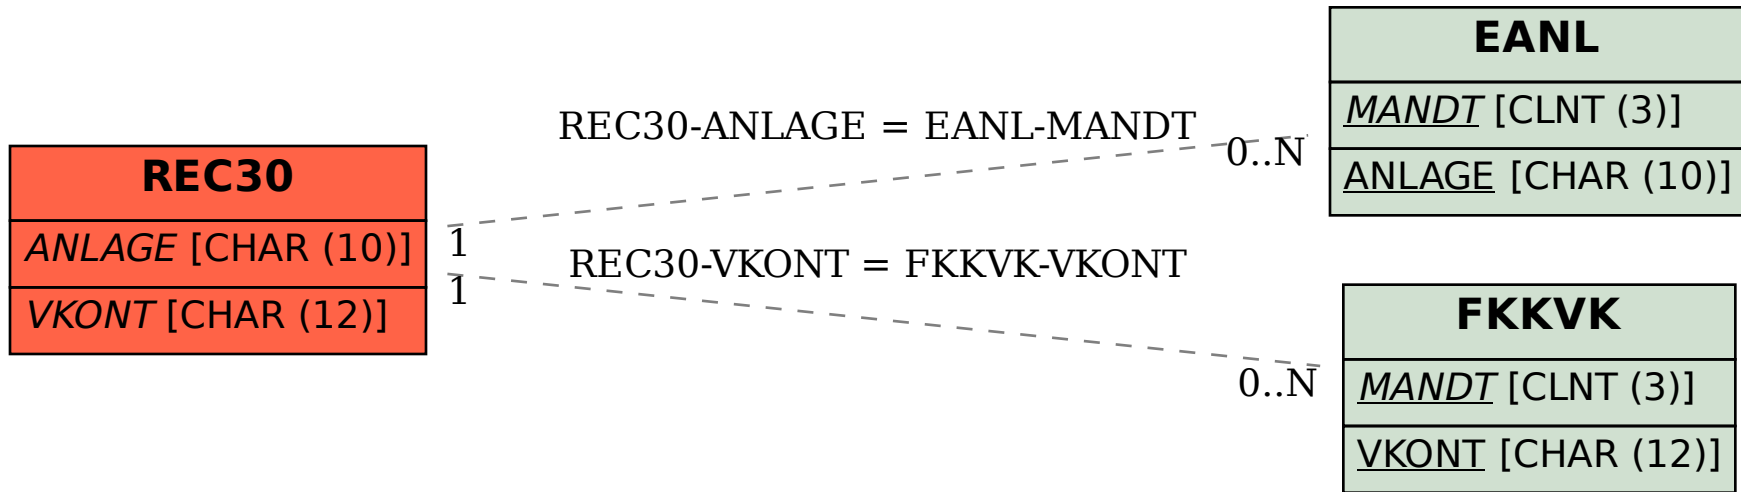 REC30
ANLAGE [CHAR (10)]
VKONT [CHAR (12)]
REC30-ANLAGE = EANL-MANDT
1
0..N
REC30-VKONT = FKKVK-VKONT
1
0..N
EANL
MANDT [CLNT (3)]
ANLAGE [CHAR (10)]
FKKVK
MANDT [CLNT (3)]
VKONT [CHAR (12)]